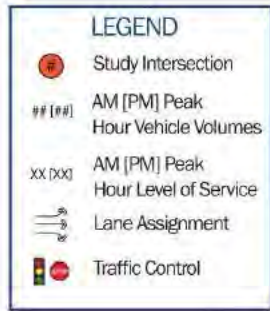 LEGEND
# Study Intersection
## [##] AM [PM] Peak
Hour Vehicle Volumes
XX [XX] AM [PM] Peak
Hour Level of Service
Lane Assignment
STOP Traffic Control